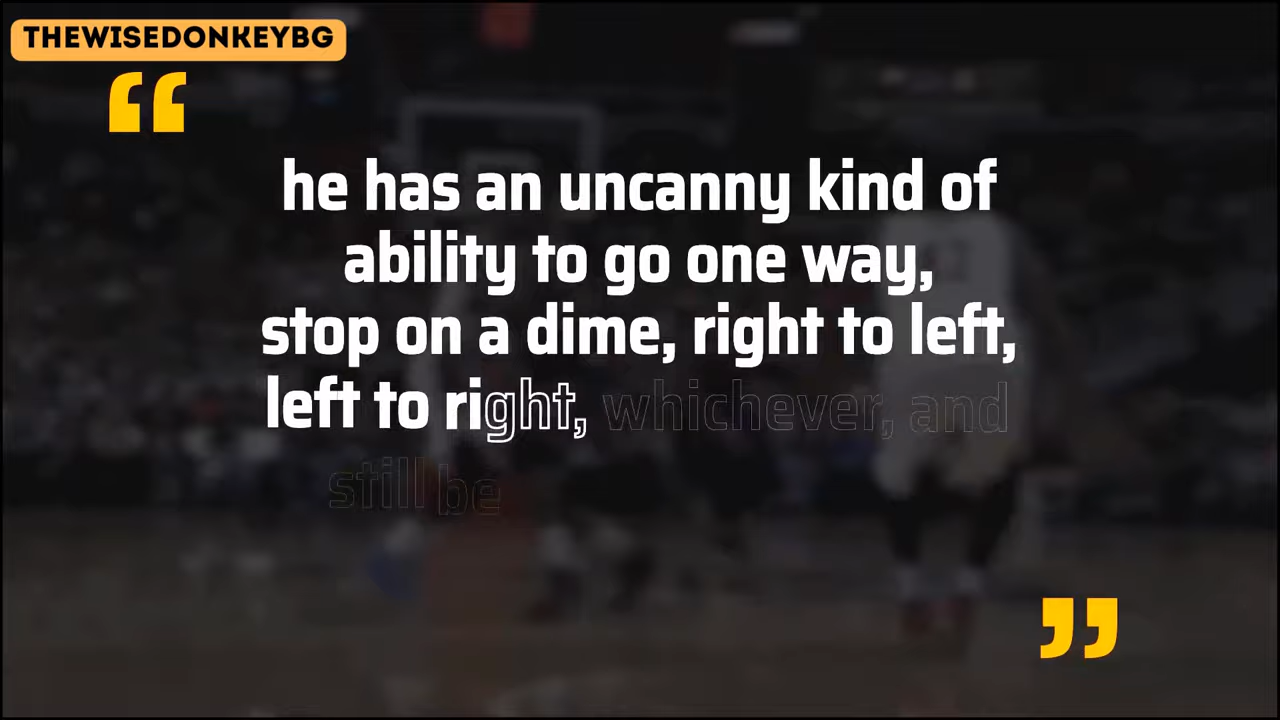 THEWISEDONKEYBG
“
he has an uncanny kind of
ability to go one way,
stop on a dime, right to left,
left to right, whichever, and
still be
”